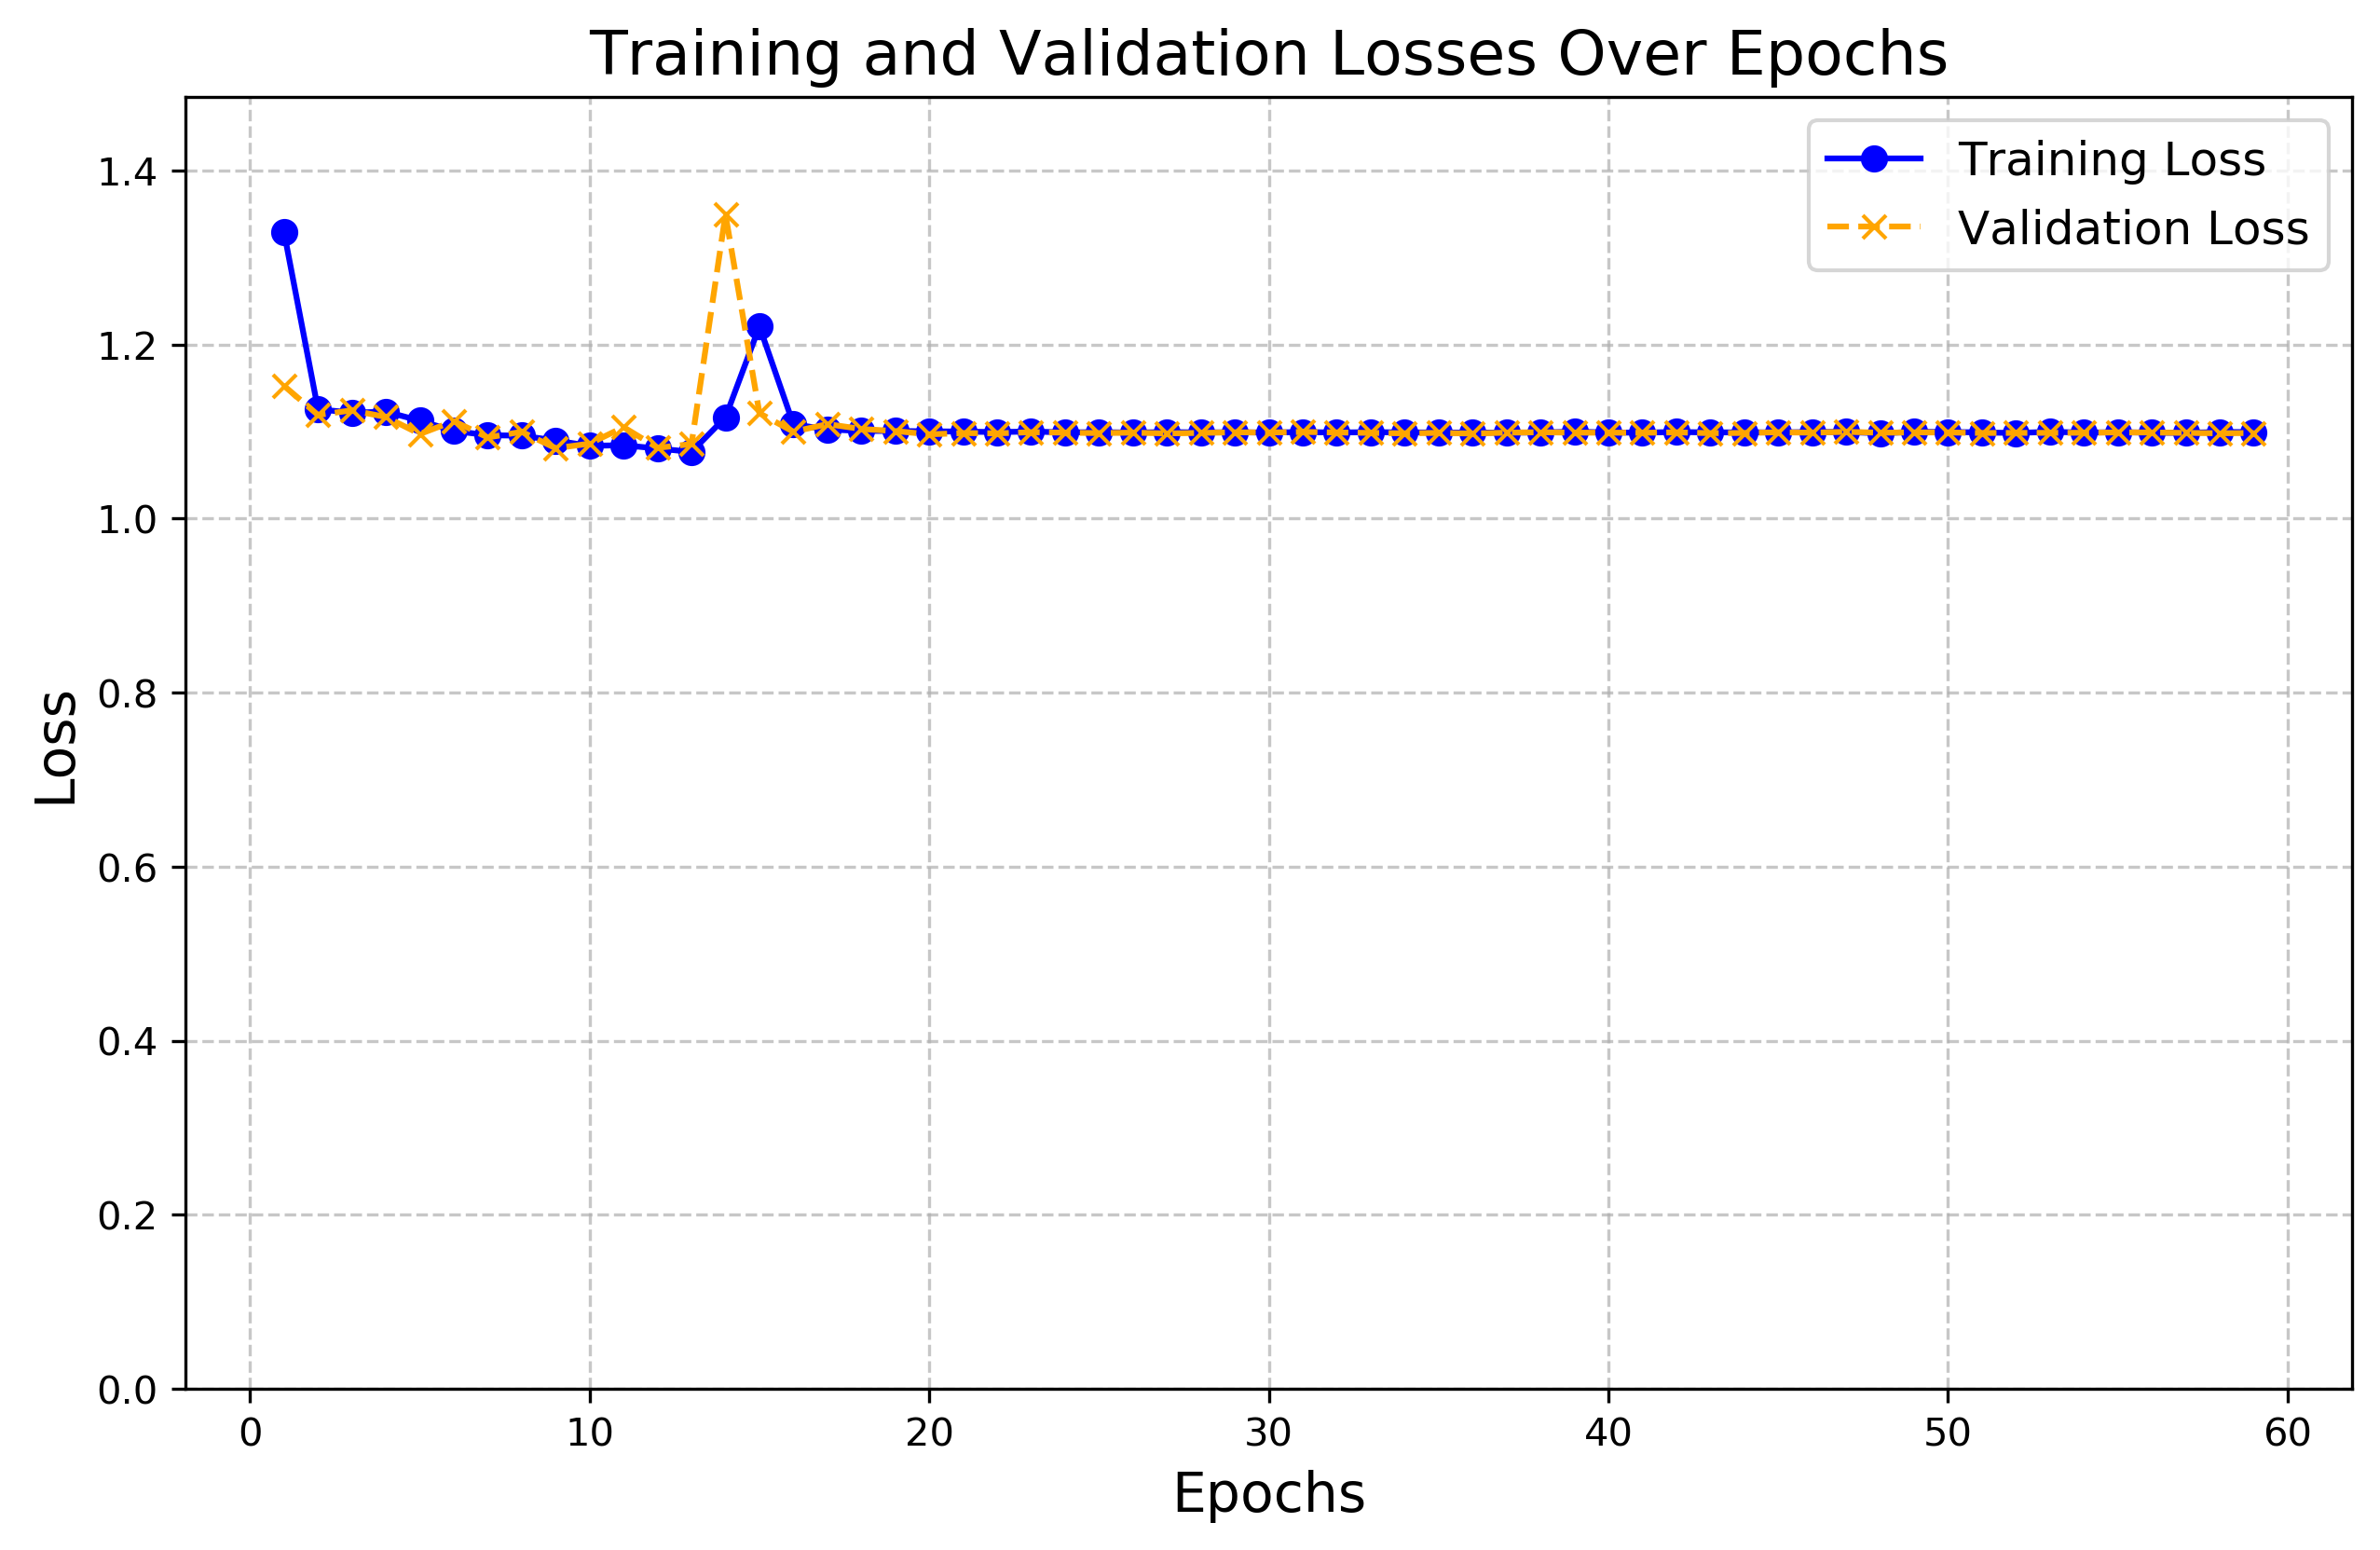 Training and Validation Losses Over Epochs
Training Loss
Validation Loss
1.4
1.2
1.0
0.8
0.6
0.4
0.2
0.0
Loss
0 10 20 30 40 50 60
Epochs